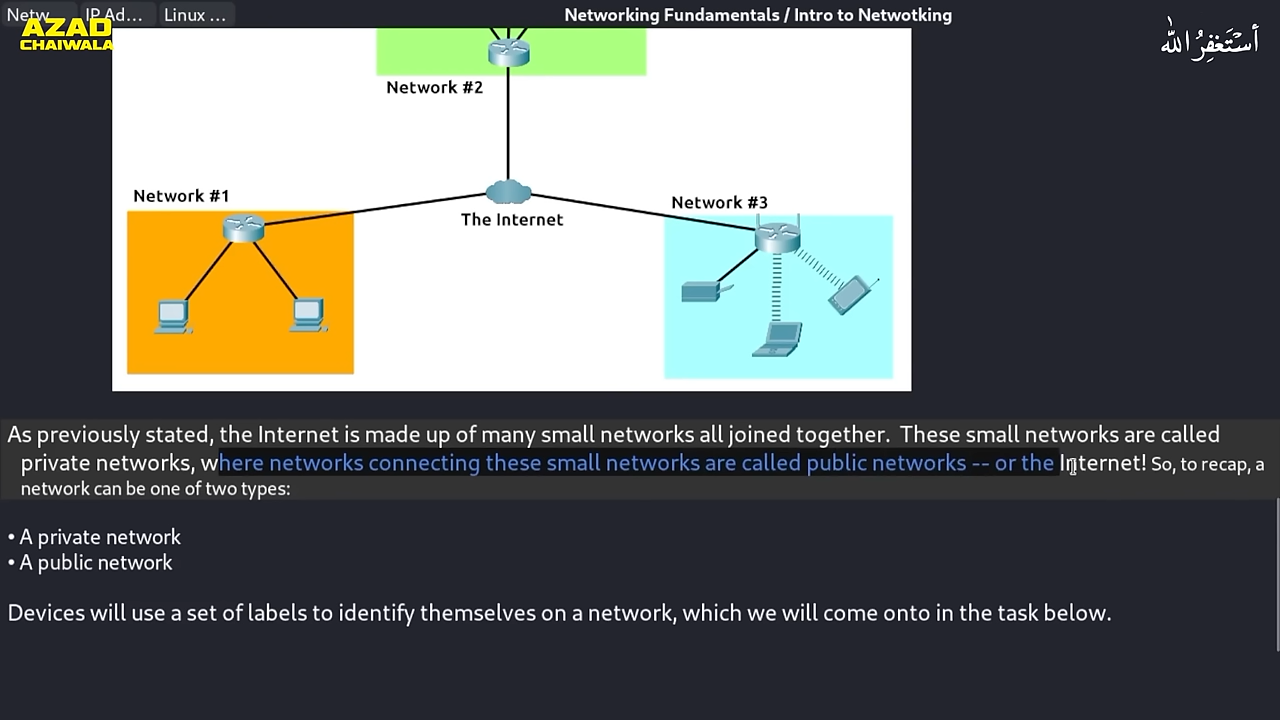 Netw...
IP Ad...
Linux ...
Networking Fundamentals / Intro to Netwotking
AZAD
CHAIWALA
أستغفر الله
Network #2
Network #1
Network #3
The Internet
As previously stated, the Internet is made up of many small networks all joined together.  These small networks are called
private networks, where networks connecting these small networks are called public networks -- or the Internet! So, to recap, a
network can be one of two types:
• A private network
• A public network
Devices will use a set of labels to identify themselves on a network, which we will come onto in the task below.